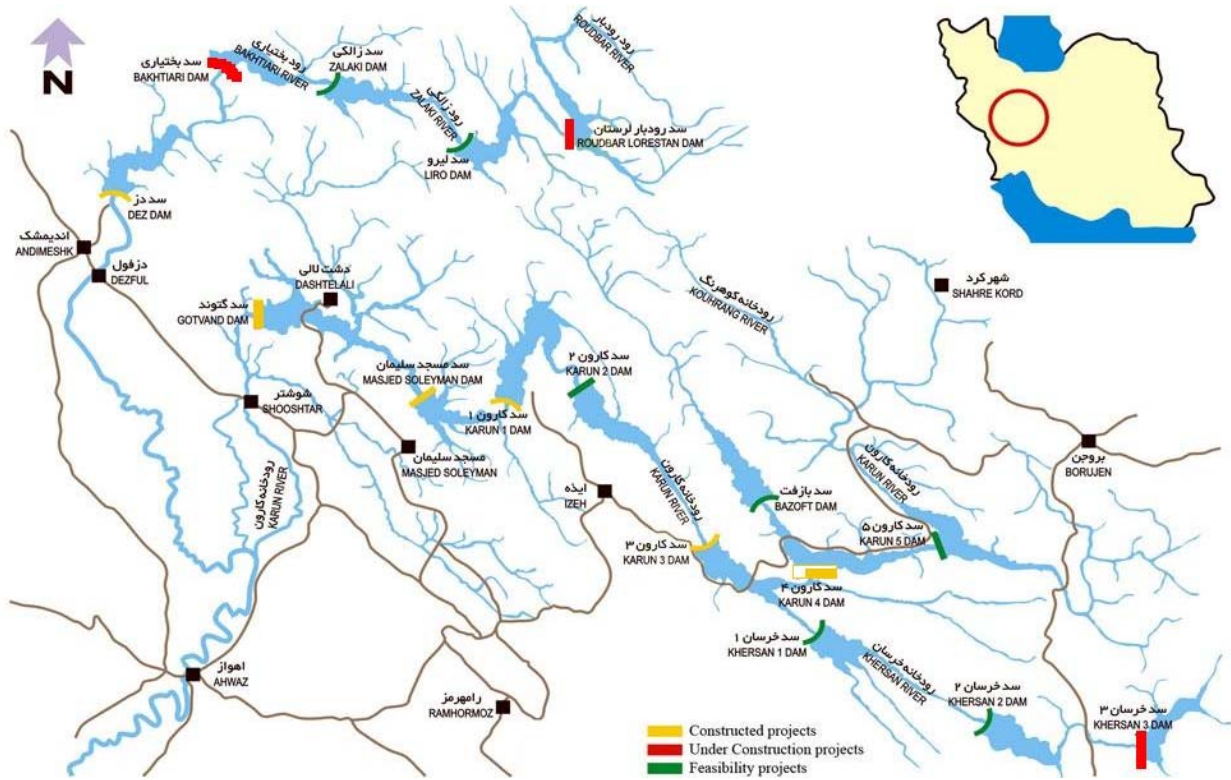 N
سد بختیاری
BAKHTIARI DAM
رود بختیاری
BAKHTIARI RIVER
سد زالکی
ZALAKI DAM
رود زالکی
ZALAKI RIVER
سد لیرو
LIRO DAM
رود رودبار
ROUDBAR RIVER
سد رودبار لرستان
ROUDBAR LORESTAN DAM
سد دز
DEZ DAM
اندیمشک
ANDIMESHK
دزفول
DEZFUL
دشت لالی
DASHTELALI
سد گتوند
GOTVAND DAM
رودخانه کوهرنگ
KOUHRANG RIVER
شهر کرد
SHAHRE KORD
سد مسجد سلیمان
MASJED SOLEYMAN DAM
سد کارون ۲
KARUN 2 DAM
شوشتر
SHOOSHTAR
سد کارون ۱
KARUN 1 DAM
مسجد سلیمان
MASJED SOLEYMAN
بروجن
BORUJEN
رودخانه کارون
KARUN RIVER
ایذه
IZEH
رودخانه کارون
KARUN RIVER
سد بازفت
BAZOFT DAM
رودخانه کارون
KARUN RIVER
سد کارون ۵
KARUN 5 DAM
سد کارون ۳
KARUN 3 DAM
سد کارون ۴
KARUN 4 DAM
سد خرسان ۱
KHERSAN 1 DAM
رودخانه خرسان
KHERSAN RIVER
اهواز
AHWAZ
رامهرمز
RAMHORMOZ
سد خرسان ۲
KHERSAN 2 DAM
سد خرسان ۳
KHERSAN 3 DAM
Constructed projects
Under Construction projects
Feasibility projects